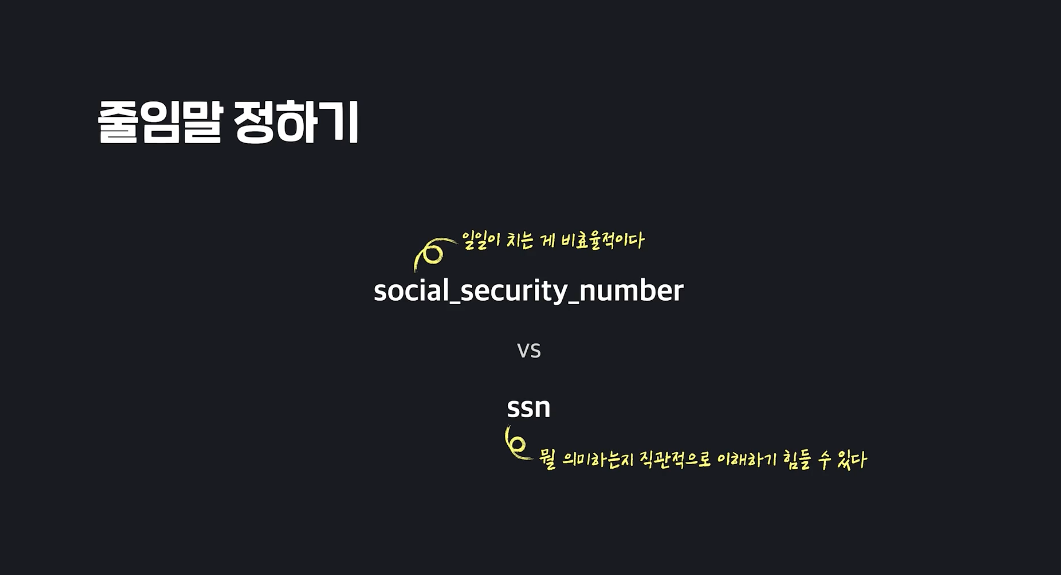 줄임말 정하기
일일이 치는 게 비효율적이다
social_security_number
vs
ssn
뭘 의미하는지 직관적으로 이해하기 힘들 수 있다